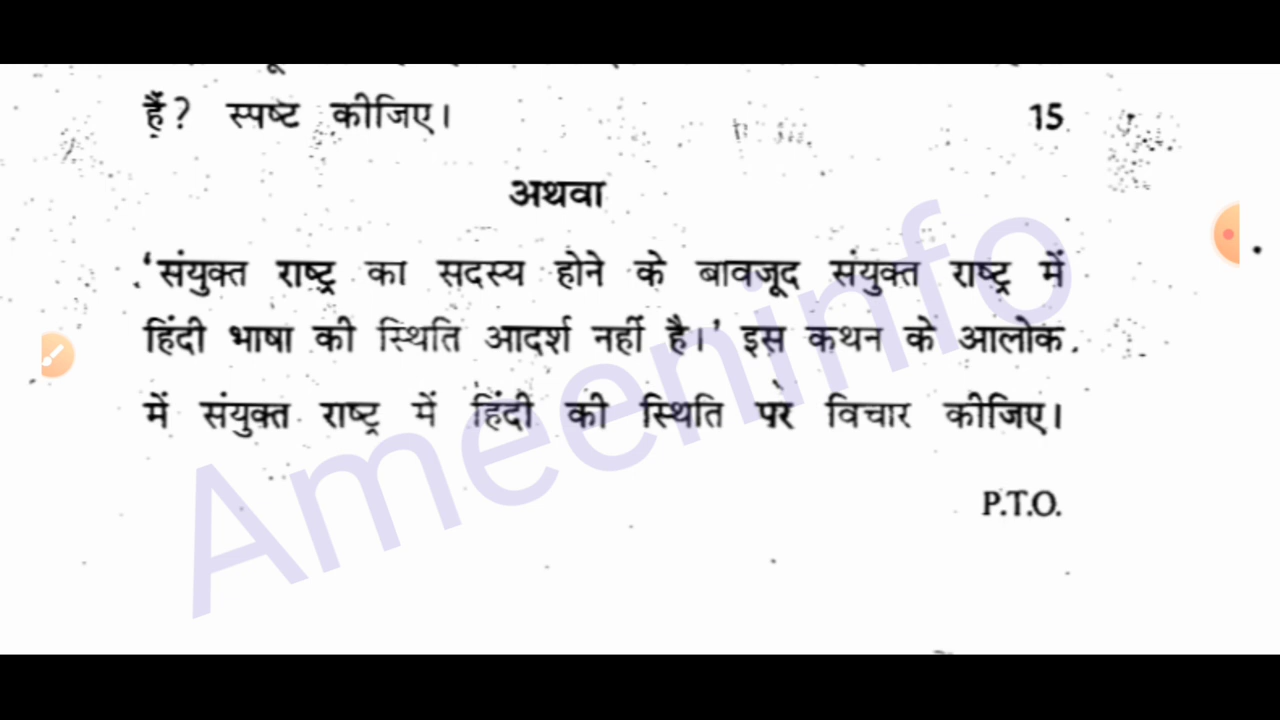 हैं? स्पष्ट कीजिए। 15
अथवा
'संयुक्त राष्ट्र का सदस्य होने के बावजूद संयुक्त राष्ट्र में
हिंदी भाषा की स्थिति आदर्श नहीं है।' इस कथन के आलोक
में संयुक्त राष्ट्र में हिंदी की स्थिति पर विचार कीजिए।
P.T.O.
Ameeninfo